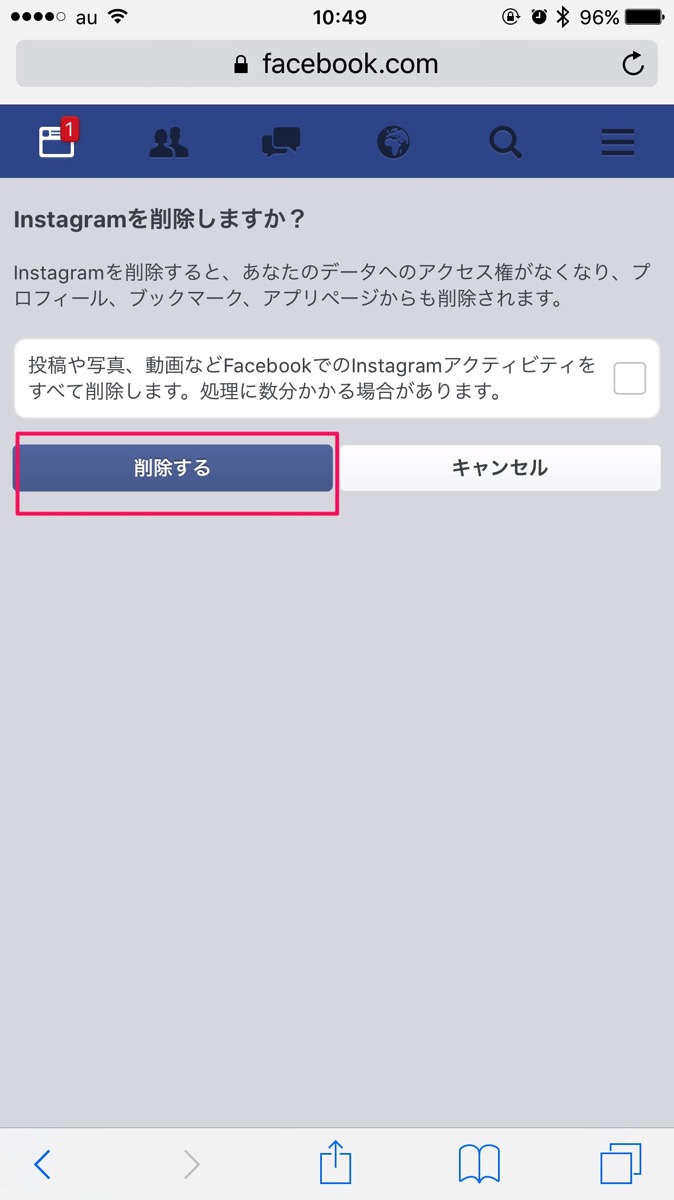 au 10:49 96%
facebook.com
1
Instagramを削除しますか？
Instagramを削除すると、あなたのデータへのアクセス権がなくなり、プ
ロフィール、ブックマーク、アプリページからも削除されます。
投稿や写真、動画などFacebookでのInstagramアクティビティを
すべて削除します。処理に数分かかる場合があります。
削除する キャンセル